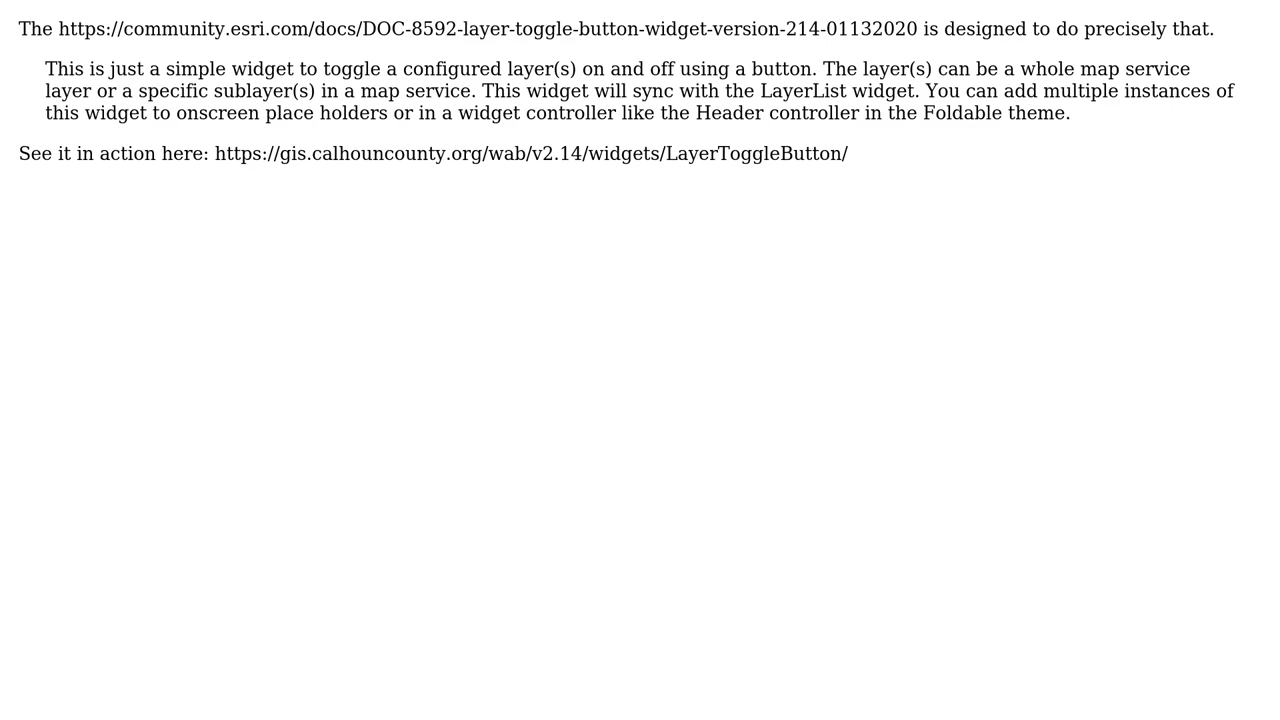 The https://community.esri.com/docs/DOC-8592-layer-toggle-button-widget-version-214-01132020 is designed to do precisely that.
This is just a simple widget to toggle a configured layer(s) on and off using a button. The layer(s) can be a whole map service
layer or a specific sublayer(s) in a map service. This widget will sync with the LayerList widget. You can add multiple instances of
this widget to onscreen place holders or in a widget controller like the Header controller in the Foldable theme.
See it in action here: https://gis.calhouncounty.org/wab/v2.14/widgets/LayerToggleButton/